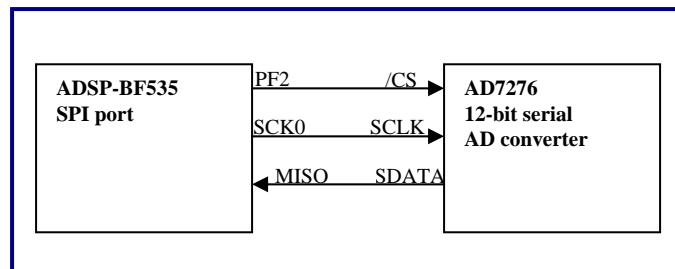 ADSP-BF535
SPI port
PF2
/CS
SCK0
SCLK
MISO
SDATA
AD7276
12-bit serial
AD converter